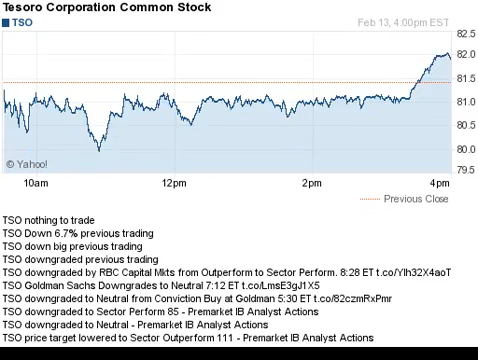 Tesoro Corporation Common Stock
TSO
Feb 13, 4:00pm EST
82.5
82.0
81.5
81.0
80.5
80.0
79.5
© Yahoo!
10am 12pm 2pm 4pm
Previous Close
TSO nothing to trade
TSO Down 6.7% previous trading
TSO down big previous trading
TSO downgraded previous trading
TSO downgraded by RBC Capital Mkts from Outperform to Sector Perform. 8:28 ET t.co/Ylh32X4aoT
TSO Goldman Sachs Downgrades to Neutral 7:12 ET t.co/LmsE3gJ1X5
TSO downgraded to Neutral from Conviction Buy at Goldman 5:30 ET t.co/82czmRxPmr
TSO downgraded to Sector Perform 85 - Premarket IB Analyst Actions
TSO downgraded to Neutral - Premarket IB Analyst Actions
TSO price target lowered to Sector Outperform 111 - Premarket IB Analyst Actions